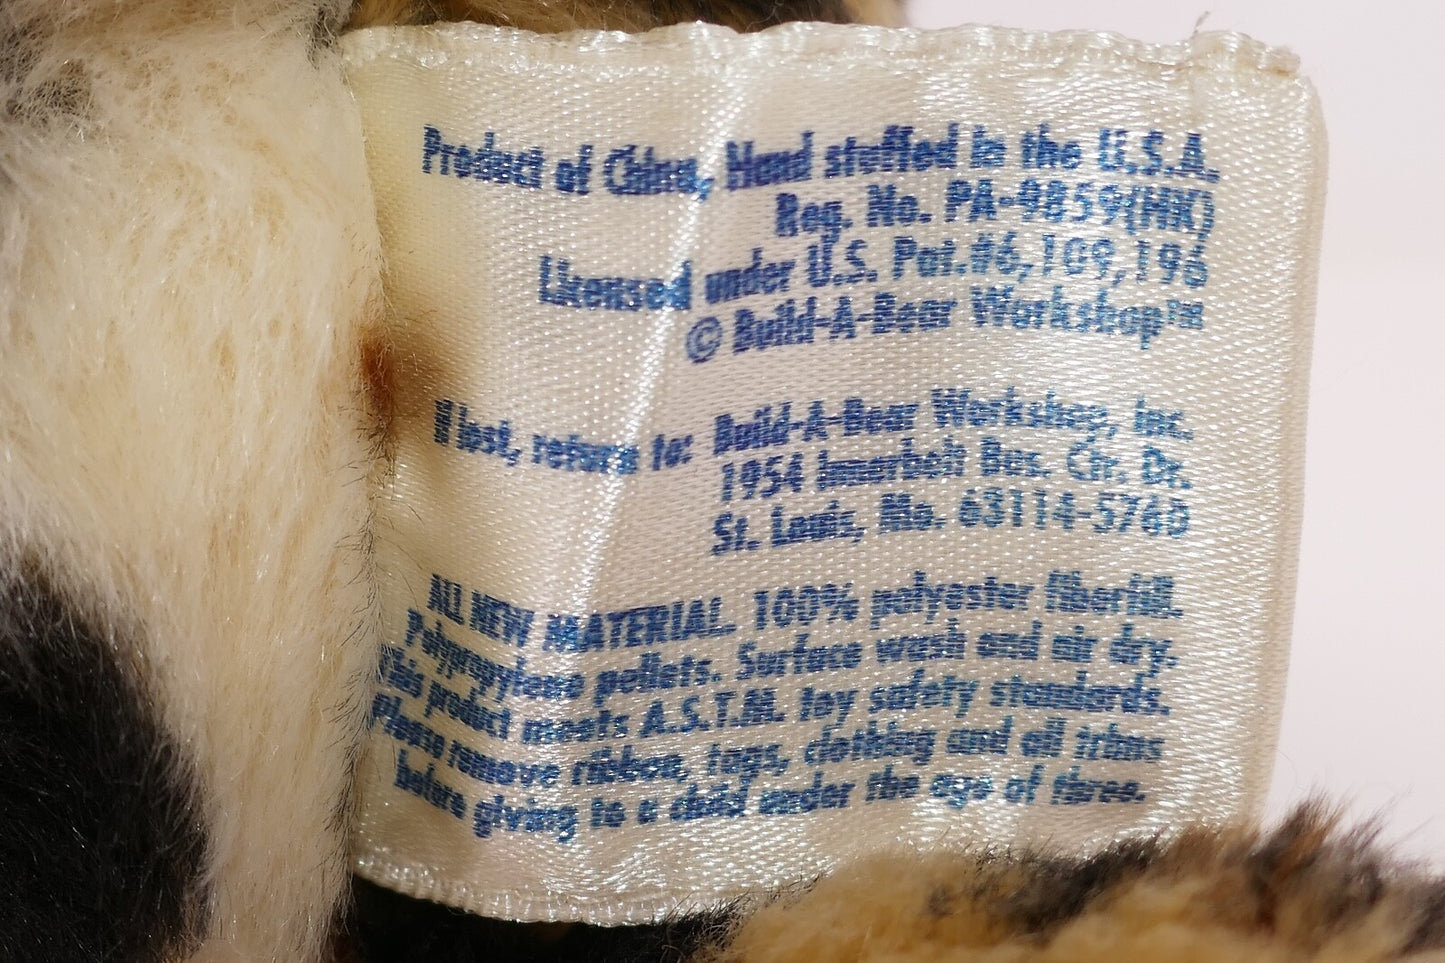 Product of China, Hand stuffed in the U.S.A.
Reg. No. PA-9859(HK)
Licensed under U.S. Pat.#6,109,196
© Build-A-Bear Workshop™
If lost, return to: Build-A-Bear Workshop, Inc.
1954 Innerbelt Bus. Ctr. Dr.
St. Louis, Mo. 63114-5760
ALL NEW MATERIAL. 100% polyester fiberfill.
Polypropylene pellets. Surface wash and air dry.
This product meets A.S.T.M. toy safety standards.
Please remove ribbon, tags, clothing and all trims
before giving to a child under the age of three.